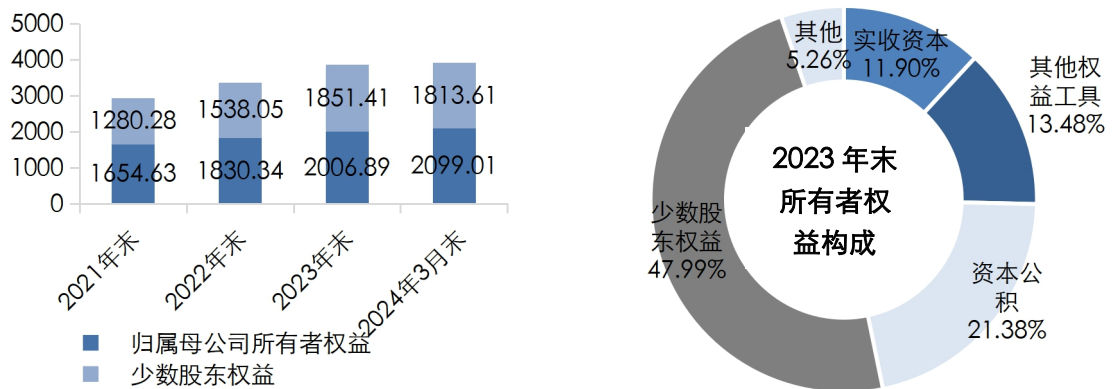 5000
4000
3000
2000
1000
0
1280.28
1538.05
1851.41
1813.61
1654.63
1830.34
2006.89
2099.01
2021年末
2022年末
2023年末
2024年3月末
归属母公司所有者权益
少数股东权益
其他
5.26%
实收资本
11.90%
其他权
益工具
13.48%
2023 年末
所有者权
益构成
少数股
东权益
47.99%
资本公
积
21.38%